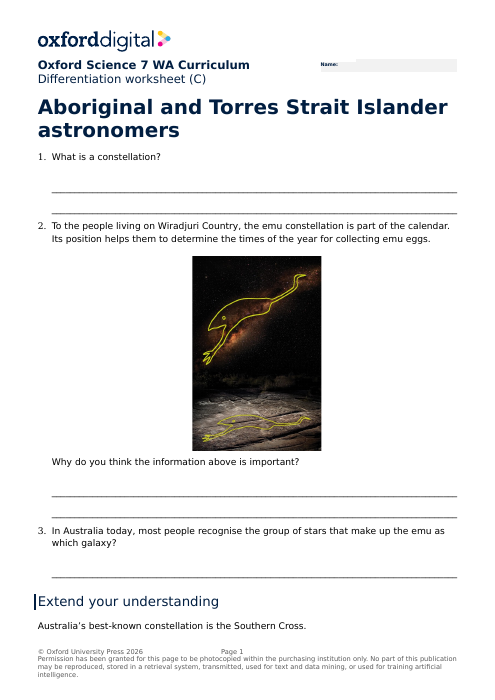 oxforddigital
Oxford Science 7 WA Curriculum
Name:
Differentiation worksheet (C)
Aboriginal and Torres Strait Islander
astronomers
1. What is a constellation?
2. To the people living on Wiradjuri Country, the emu constellation is part of the calendar.
Its position helps them to determine the times of the year for collecting emu eggs.
Why do you think the information above is important?
3. In Australia today, most people recognise the group of stars that make up the emu as
which galaxy?
Extend your understanding
Australia’s best-known constellation is the Southern Cross.
© Oxford University Press 2026 Page 1
Permission has been granted for this page to be photocopied within the purchasing institution only. No part of this publication
may be reproduced, stored in a retrieval system, transmitted, used for text and data mining, or used for training artificial
intelligence.